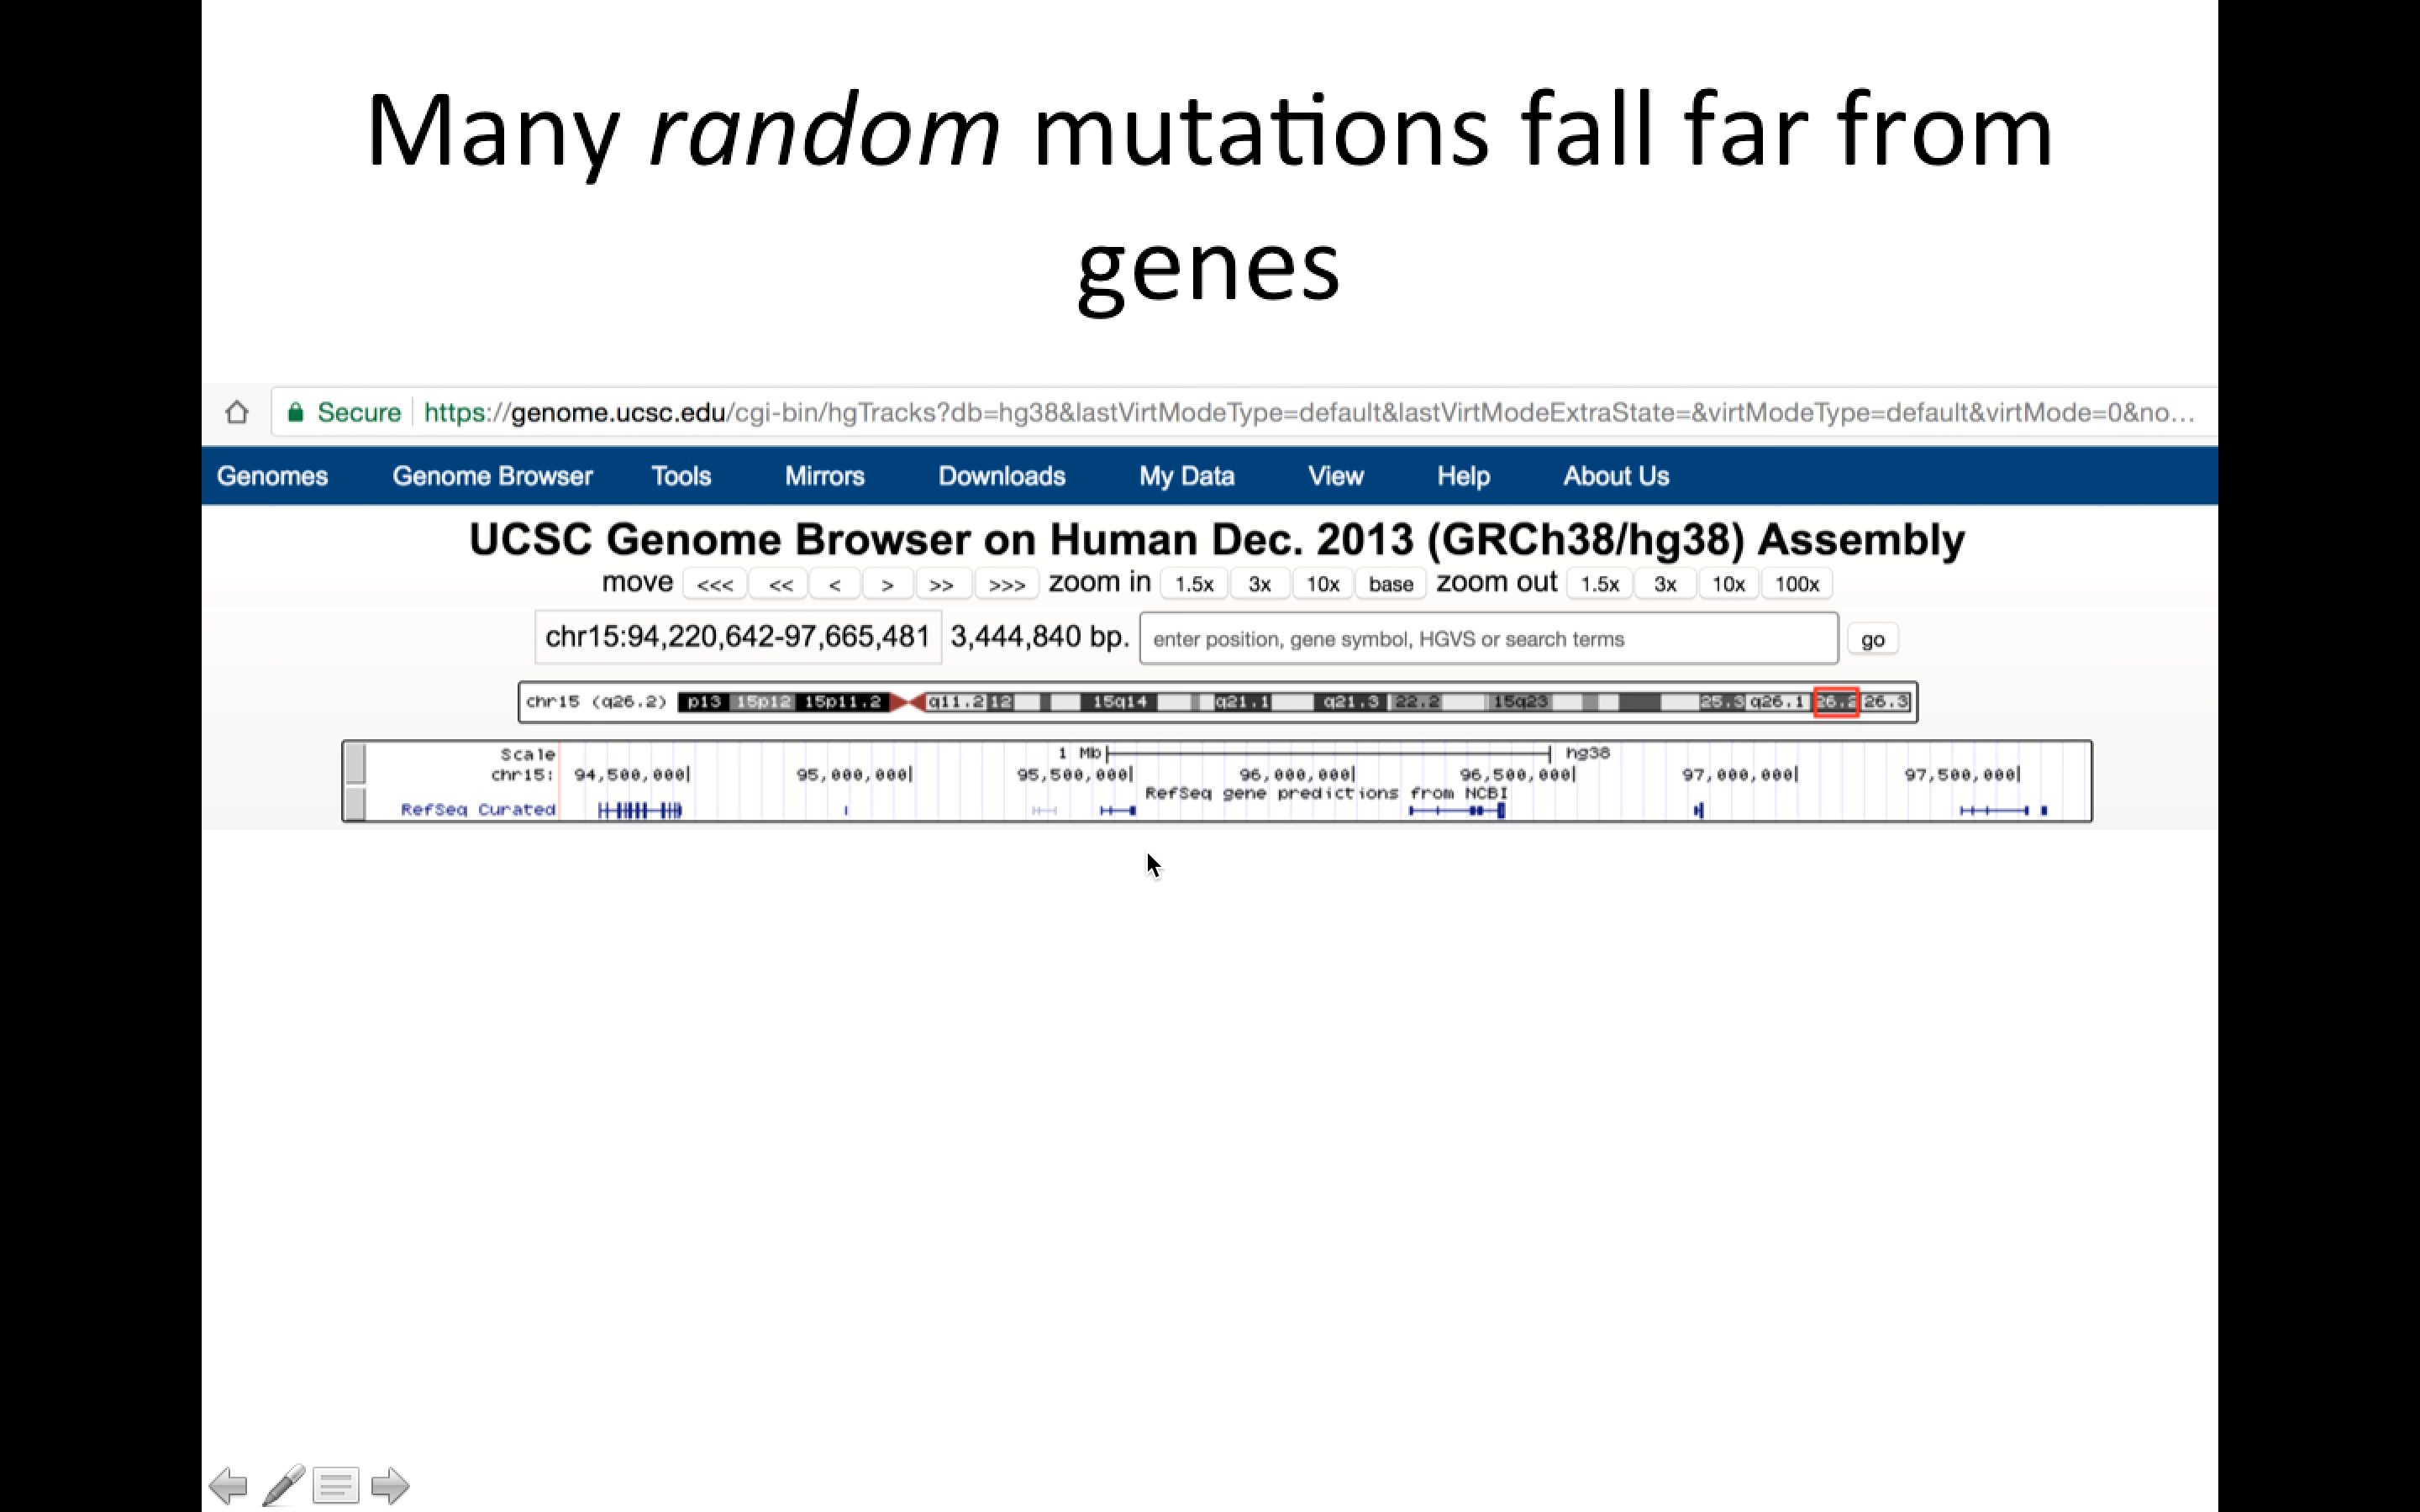 Many random mutations fall far from
genes
Secure https://genome.ucsc.edu/cgi-bin/hgTracks?db=hg38&lastVirtModeType=default&lastVirtModeExtraState=&virtModeType=default&virtMode=0&no...
Genomes Genome Browser Tools Mirrors Downloads My Data View Help About Us
UCSC Genome Browser on Human Dec. 2013 (GRCh38/hg38) Assembly
move <<< << < > >> >>> zoom in 1.5x 3x 10x base zoom out 1.5x 3x 10x 100x
chr15:94,220,642-97,665,481 3,444,840 bp. enter position, gene symbol, HGVS or search terms go
chr15 (q26.2) p13 15p12 15p11.2 q11.2 12 15q14 q21.1 q21.3 22.2 15q23 25.3 q26.1 26.2 26.3
Scale 1 Mb hg38
chr15: 94,500,000| 95,000,000| 95,500,000| 96,000,000| 96,500,000| 97,000,000| 97,500,000|
RefSeq gene predictions from NCBI
RefSeq Curated